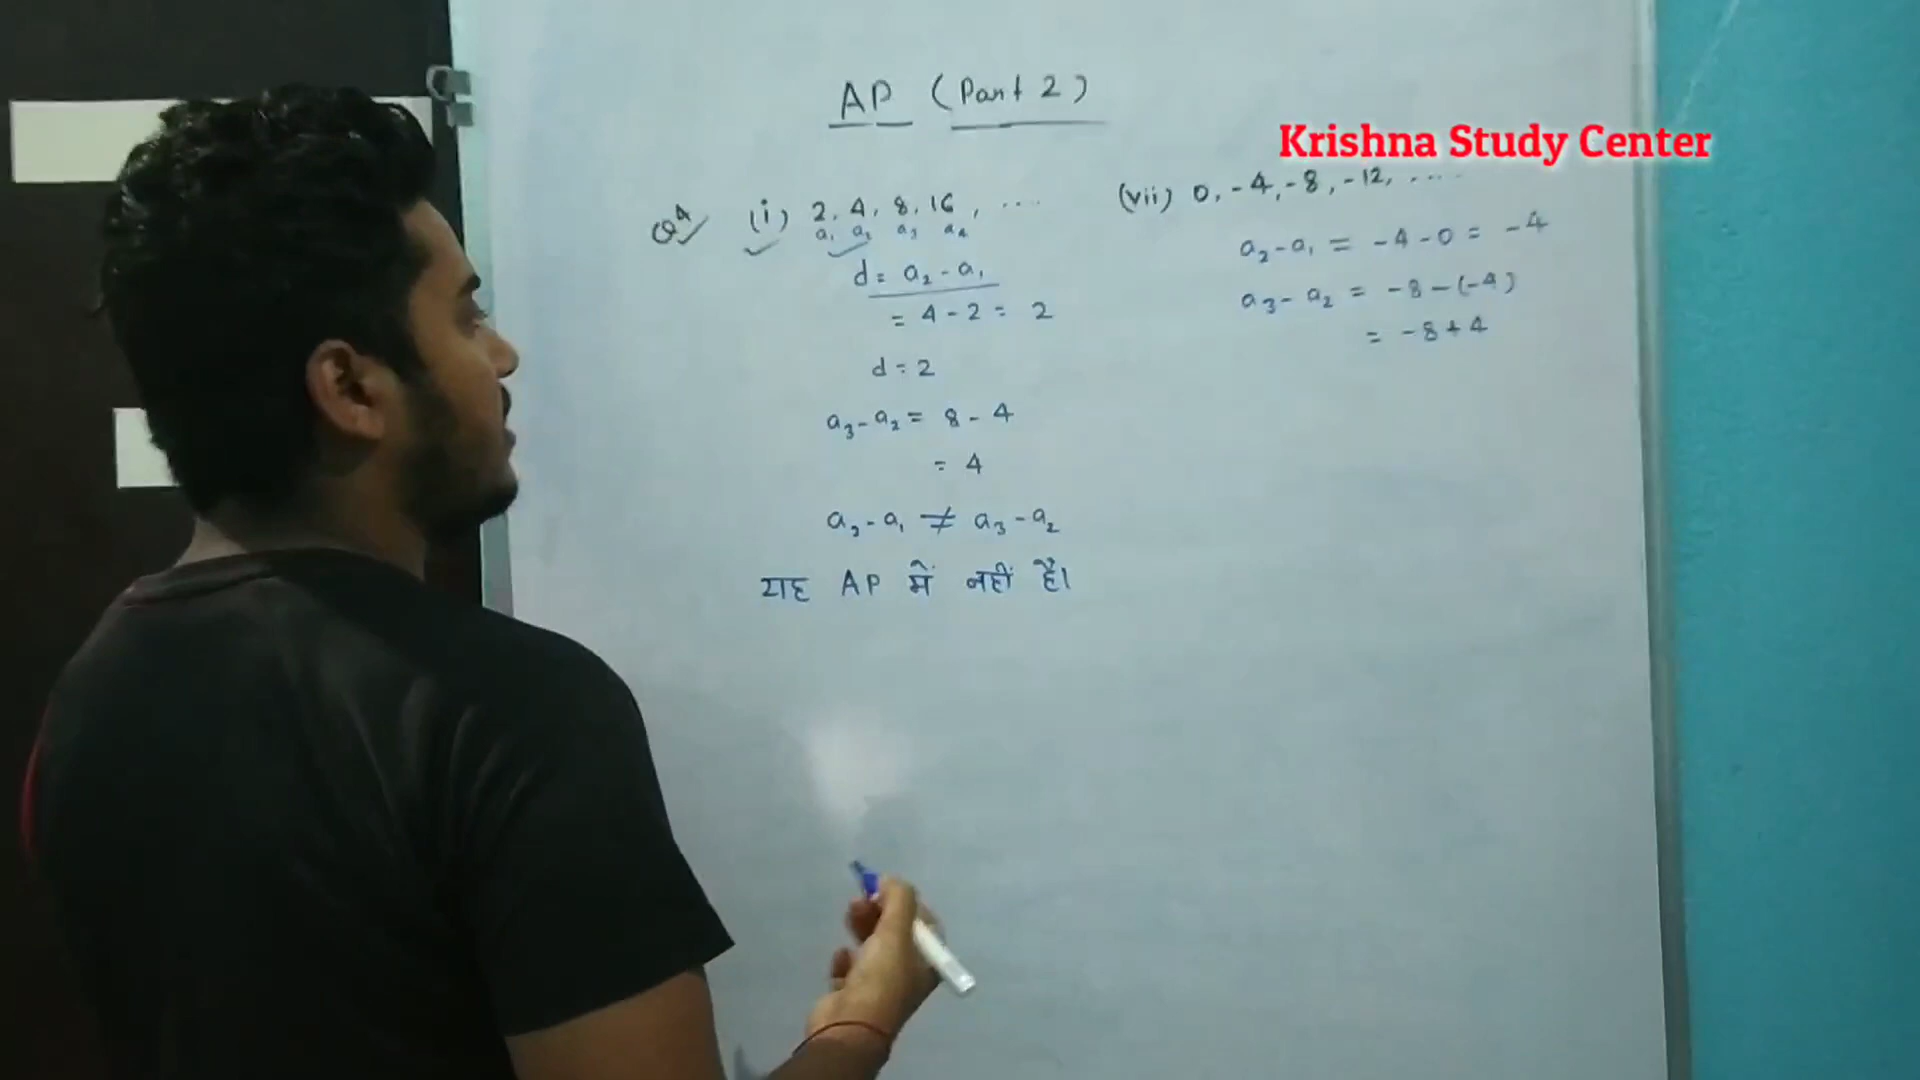 AP (Part 2)
Krishna Study Center
Q4 (i) 2, 4, 8, 16, ....
a₁ a₂ a₃ a₄
d = a₂ - a₁
= 4 - 2 = 2
d = 2
a₃ - a₂ = 8 - 4
= 4
a₂ - a₁ ≠ a₃ - a₂
यह AP में नहीं है।
(vii) 0, -4, -8, -12, ....
a₂ - a₁ = -4 - 0 = -4
a₃ - a₂ = -8 - (-4)
= -8 + 4